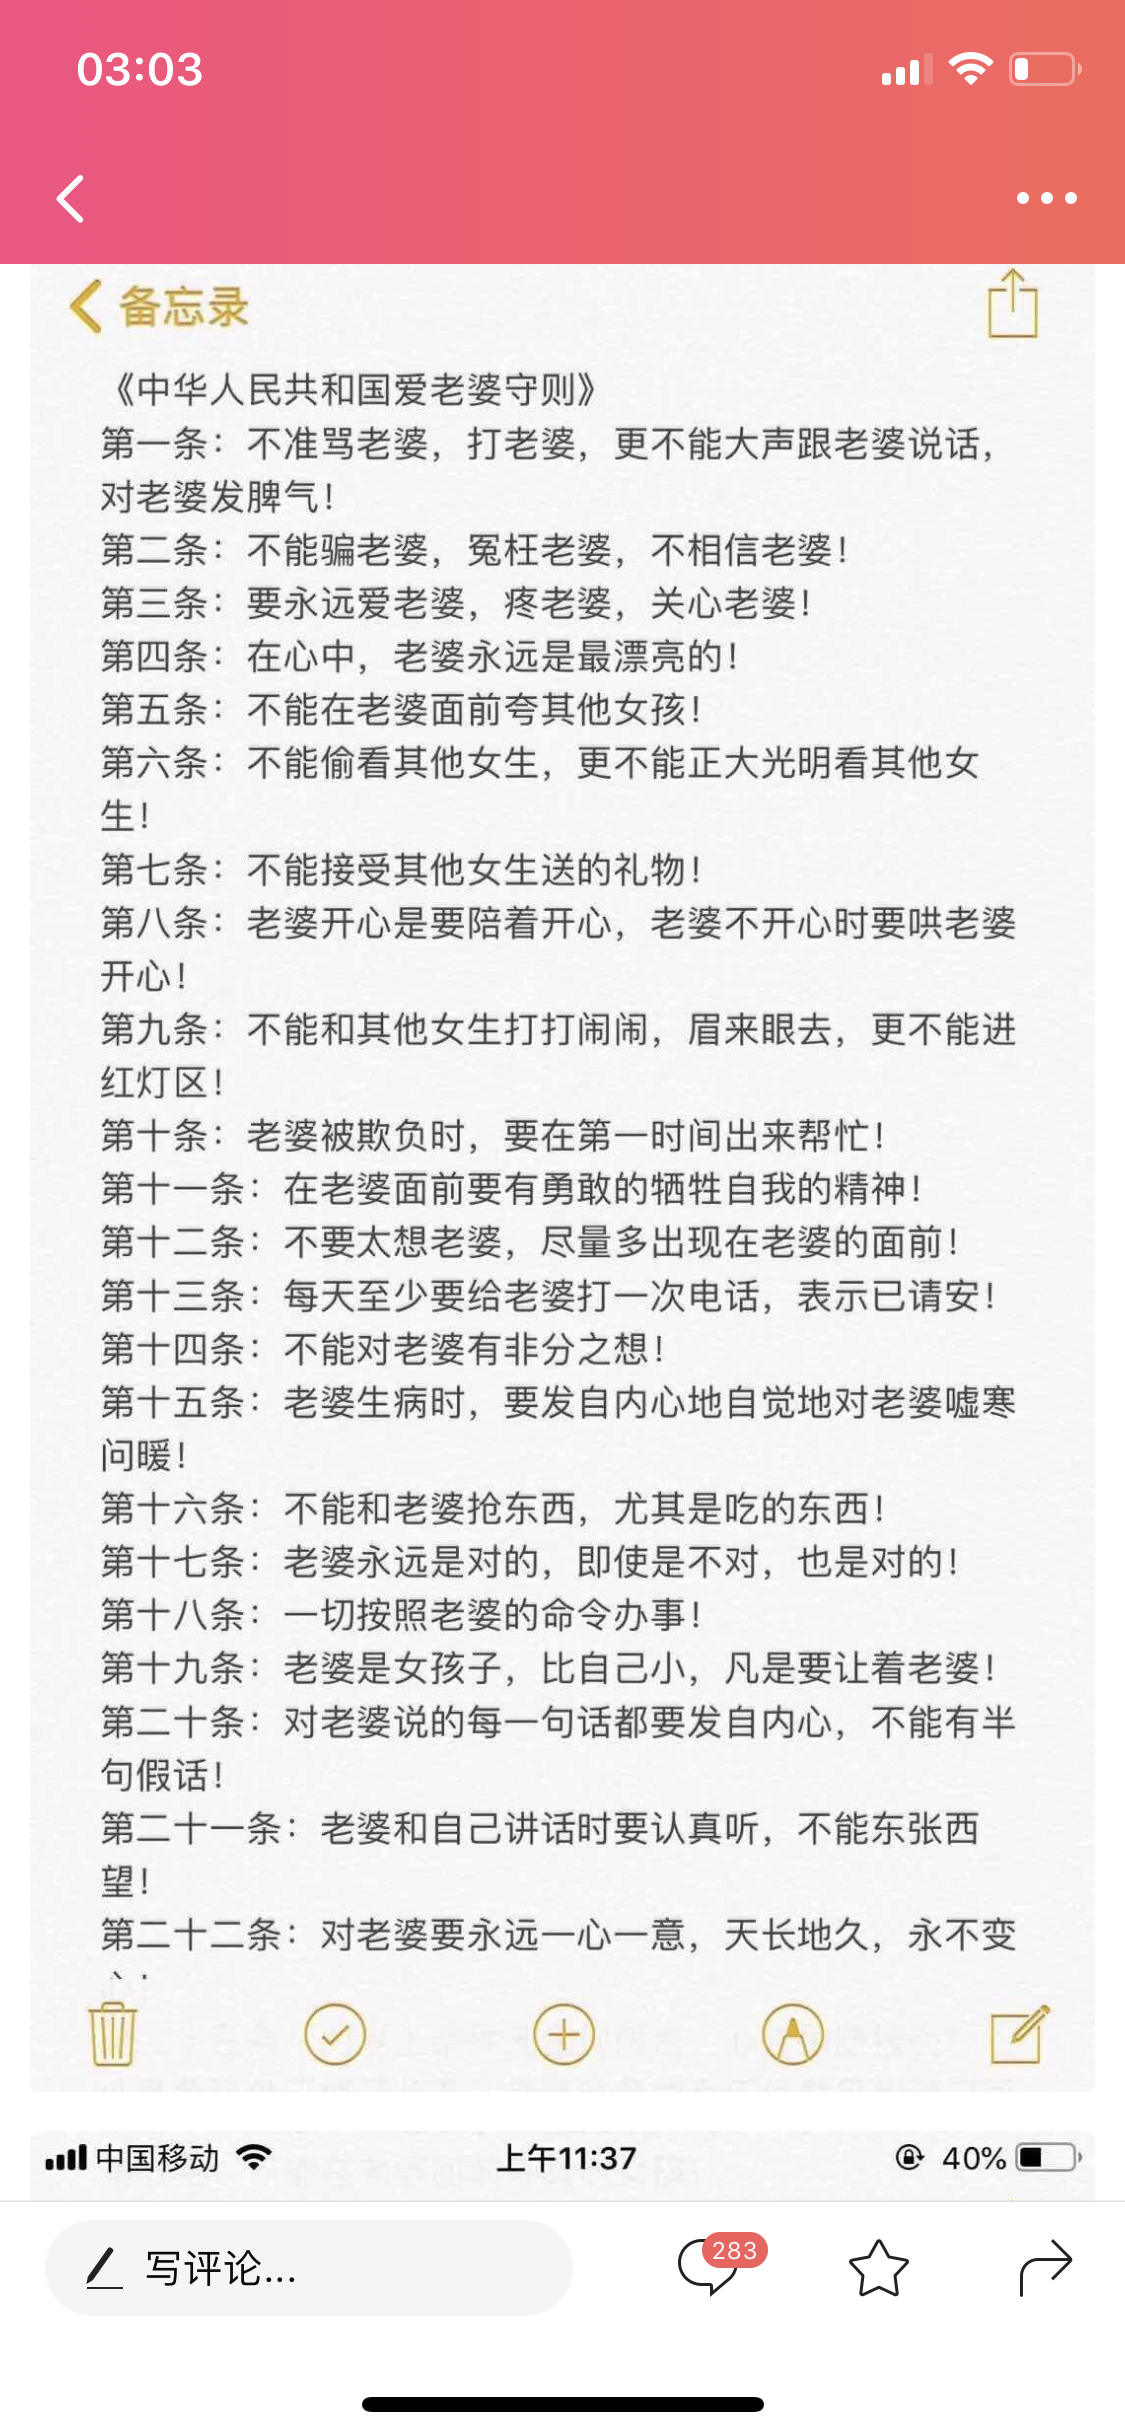 03:03
备忘录
《中华人民共和国爱老婆守则》
第一条：不准骂老婆，打老婆，更不能大声跟老婆说话，
对老婆发脾气！
第二条：不能骗老婆，冤枉老婆，不相信老婆！
第三条：要永远爱老婆，疼老婆，关心老婆！
第四条：在心中，老婆永远是最漂亮的！
第五条：不能在老婆面前夸其他女孩！
第六条：不能偷看其他女生，更不能正大光明看其他女
生！
第七条：不能接受其他女生送的礼物！
第八条：老婆开心是要陪着开心，老婆不开心时要哄老婆
开心！
第九条：不能和其他女生打打闹闹，眉来眼去，更不能进
红灯区！
第十条：老婆被欺负时，要在第一时间出来帮忙！
第十一条：在老婆面前要有勇敢的牺牲自我的精神！
第十二条：不要太想老婆，尽量多出现在老婆的面前！
第十三条：每天至少要给老婆打一次电话，表示已请安！
第十四条：不能对老婆有非分之想！
第十五条：老婆生病时，要发自内心地自觉地对老婆嘘寒
问暖！
第十六条：不能和老婆抢东西，尤其是吃的东西！
第十七条：老婆永远是对的，即使是不对，也是对的！
第十八条：一切按照老婆的命令办事！
第十九条：老婆是女孩子，比自己小，凡是要让着老婆！
第二十条：对老婆说的每一句话都要发自内心，不能有半
句假话！
第二十一条：老婆和自己讲话时要认真听，不能东张西
望！
第二十二条：对老婆要永远一心一意，天长地久，永不变
中国移动 上午11:37 40%
写评论... 283